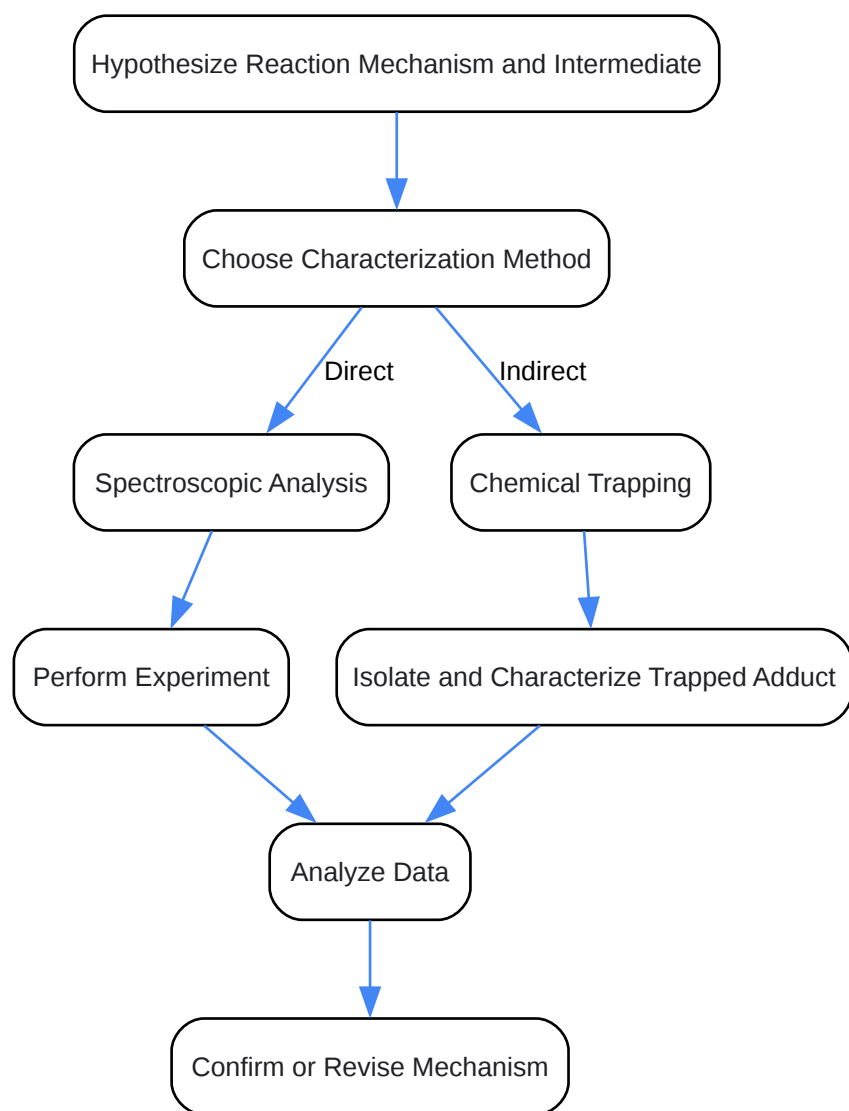 Hypothesize Reaction Mechanism and Intermediate
Choose Characterization Method
Direct
Indirect
Spectroscopic Analysis
Chemical Trapping
Perform Experiment
Isolate and Characterize Trapped Adduct
Analyze Data
Confirm or Revise Mechanism